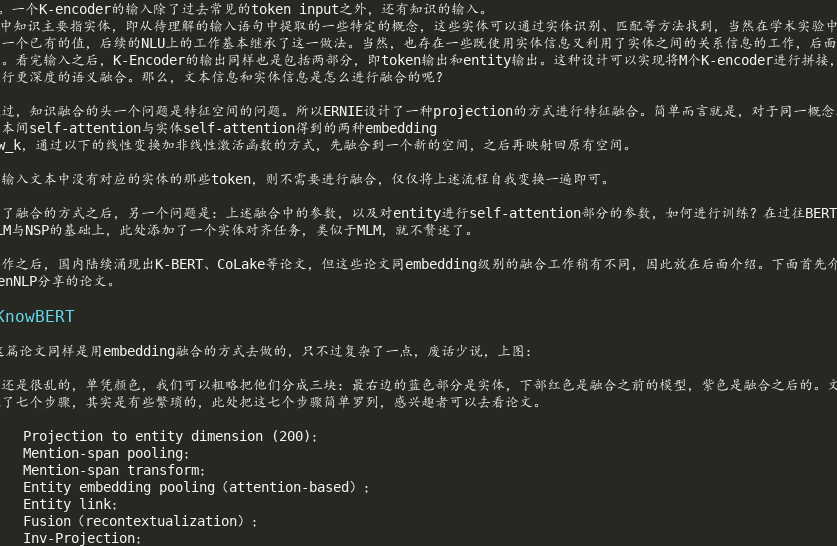 。一个K-encoder的输入除了过去常见的token input之外，还有知识的输入。
中知识主要指实体，即从待理解的输入语句中提取的一些特定的概念，这些实体可以通过实体识别、匹配等方法找到，当然在学术实验中
一个已有的值，后续的NLU上的工作基本继承了这一做法。当然，也存在一些既使用实体信息又利用了实体之间的关系信息的工作，后面
。看完输入之后，K-Encoder的输出同样也是包括两部分，即token输出和entity输出。这种设计可以实现将M个K-encoder进行拼接，
行更深度的语义融合。那么，文本信息和实体信息是怎么进行融合的呢？
过，知识融合的头一个问题是特征空间的问题。所以ERNIE设计了一种projection的方式进行特征融合。简单而言就是，对于同一概念
本间self-attention与实体self-attention得到的两种embedding
w_k，通过以下的线性变换加非线性激活函数的方式，先融合到一个新的空间，之后再映射回原有空间。
输入文本中没有对应的实体的那些token，则不需要进行融合，仅仅将上述流程自我变换一遍即可。
了融合的方式之后，另一个问题是：上述融合中的参数，以及对entity进行self-attention部分的参数，如何进行训练？在过往BERT
LM与NSP的基础上，此处添加了一个实体对齐任务，类似于MLM，就不赘述了。
作之后，国内陆续涌现出K-BERT、CoLake等论文，但这些论文同embedding级别的融合工作稍有不同，因此放在后面介绍。下面首先介
enNLP分享的论文。
KnowBERT
这篇论文同样是用embedding融合的方式去做的，只不过复杂了一点，废话少说，上图：
还是很乱的，单凭颜色，我们可以粗略把他们分成三块：最右边的蓝色部分是实体，下部红色是融合之前的模型，紫色是融合之后的。文
了七个步骤，其实是有些繁琐的，此处把这七个步骤简单罗列，感兴趣者可以去看论文。
Projection to entity dimension (200)；
Mention-span pooling；
Mention-span transform；
Entity embedding pooling（attention-based）；
Entity link；
Fusion（recontextualization）；
Inv-Projection；